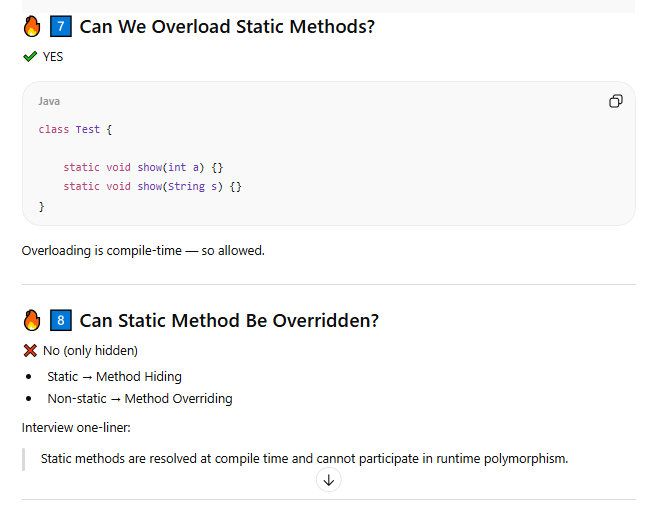 🔥 7️⃣ Can We Overload Static Methods?
✔ YES
Java
class Test {
    static void show(int a) {}
    static void show(String s) {}
}
Overloading is compile-time — so allowed.
🔥 8️⃣ Can Static Method Be Overridden?
❌ No (only hidden)
• Static → Method Hiding
• Non-static → Method Overriding
Interview one-liner:
Static methods are resolved at compile time and cannot participate in runtime polymorphism.